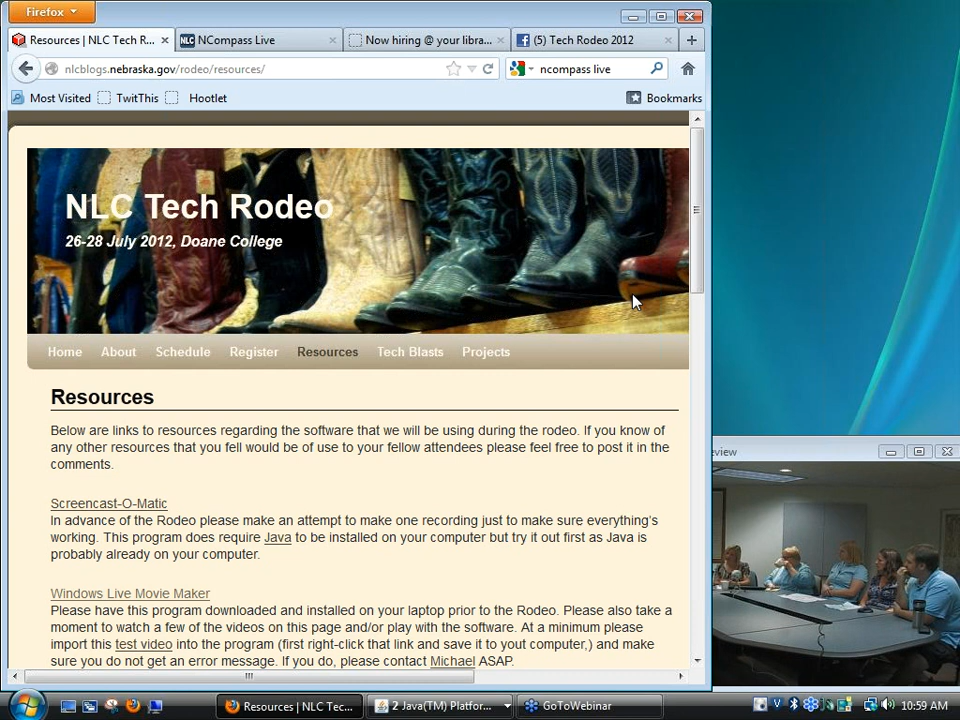 Firefox
Resources | NLC Tech R...
NCompass Live
Now hiring @ your libra...
(5) Tech Rodeo 2012
nlcblogs.nebraska.gov/rodeo/resources/
ncompass live
Most Visited
TwitThis
Hootlet
Bookmarks
NLC Tech Rodeo
26-28 July 2012, Doane College
Home About Schedule Register Resources Tech Blasts Projects
Resources
Below are links to resources regarding the software that we will be using during the rodeo. If you know of
any other resources that you fell would be of use to your fellow attendees please feel free to post it in the
comments.
Screencast-O-Matic
In advance of the Rodeo please make an attempt to make one recording just to make sure everything's
working. This program does require Java to be installed on your computer but try it out first as Java is
probably already on your computer.
Windows Live Movie Maker
Please have this program downloaded and installed on your laptop prior to the Rodeo. Please also take a
moment to watch a few of the videos on this page and/or play with the software. At a minimum please
import this test video into the program (first right-click that link and save it to yout computer,) and make
sure you do not get an error message. If you do, please contact Michael ASAP.
eview
Resources | NLC Tec...
2 Java(TM) Platfor...
GoToWebinar
10:59 AM